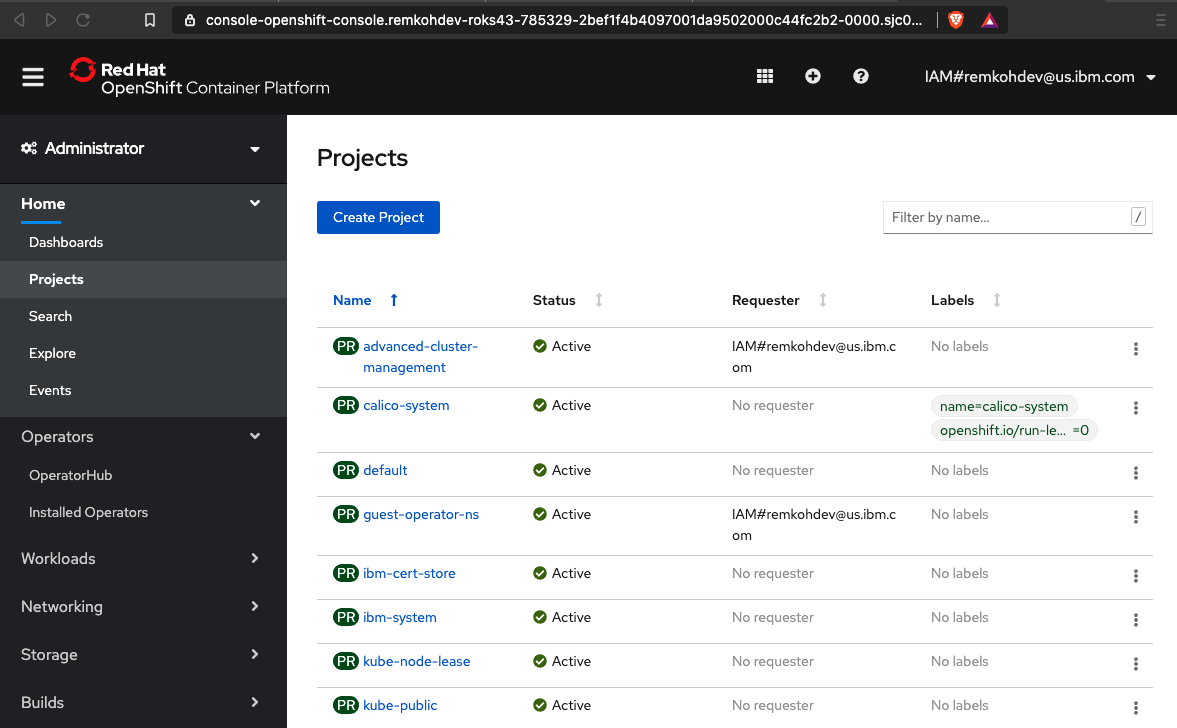 console-openshift-console.remkohdev-roks43-785329-2bef1f4b4097001da9502000c44fc2b2-0000.sjc0...
Red Hat
OpenShift Container Platform
IAM#remkohdev@us.ibm.com
Administrator
Home
Dashboards
Projects
Search
Explore
Events
Operators
OperatorHub
Installed Operators
Workloads
Networking
Storage
Builds
Projects
Create Project
Filter by name...
/
Name Status Requester Labels
PR advanced-cluster- Active IAM#remkohdev@us.ibm.c No labels
management om
PR calico-system Active No requester name=calico-system
openshift.io/run-le... =0
PR default Active No requester No labels
PR guest-operator-ns Active IAM#remkohdev@us.ibm.c No labels
om
PR ibm-cert-store Active No requester No labels
PR ibm-system Active No requester No labels
PR kube-node-lease Active No requester No labels
PR kube-public Active No requester No labels